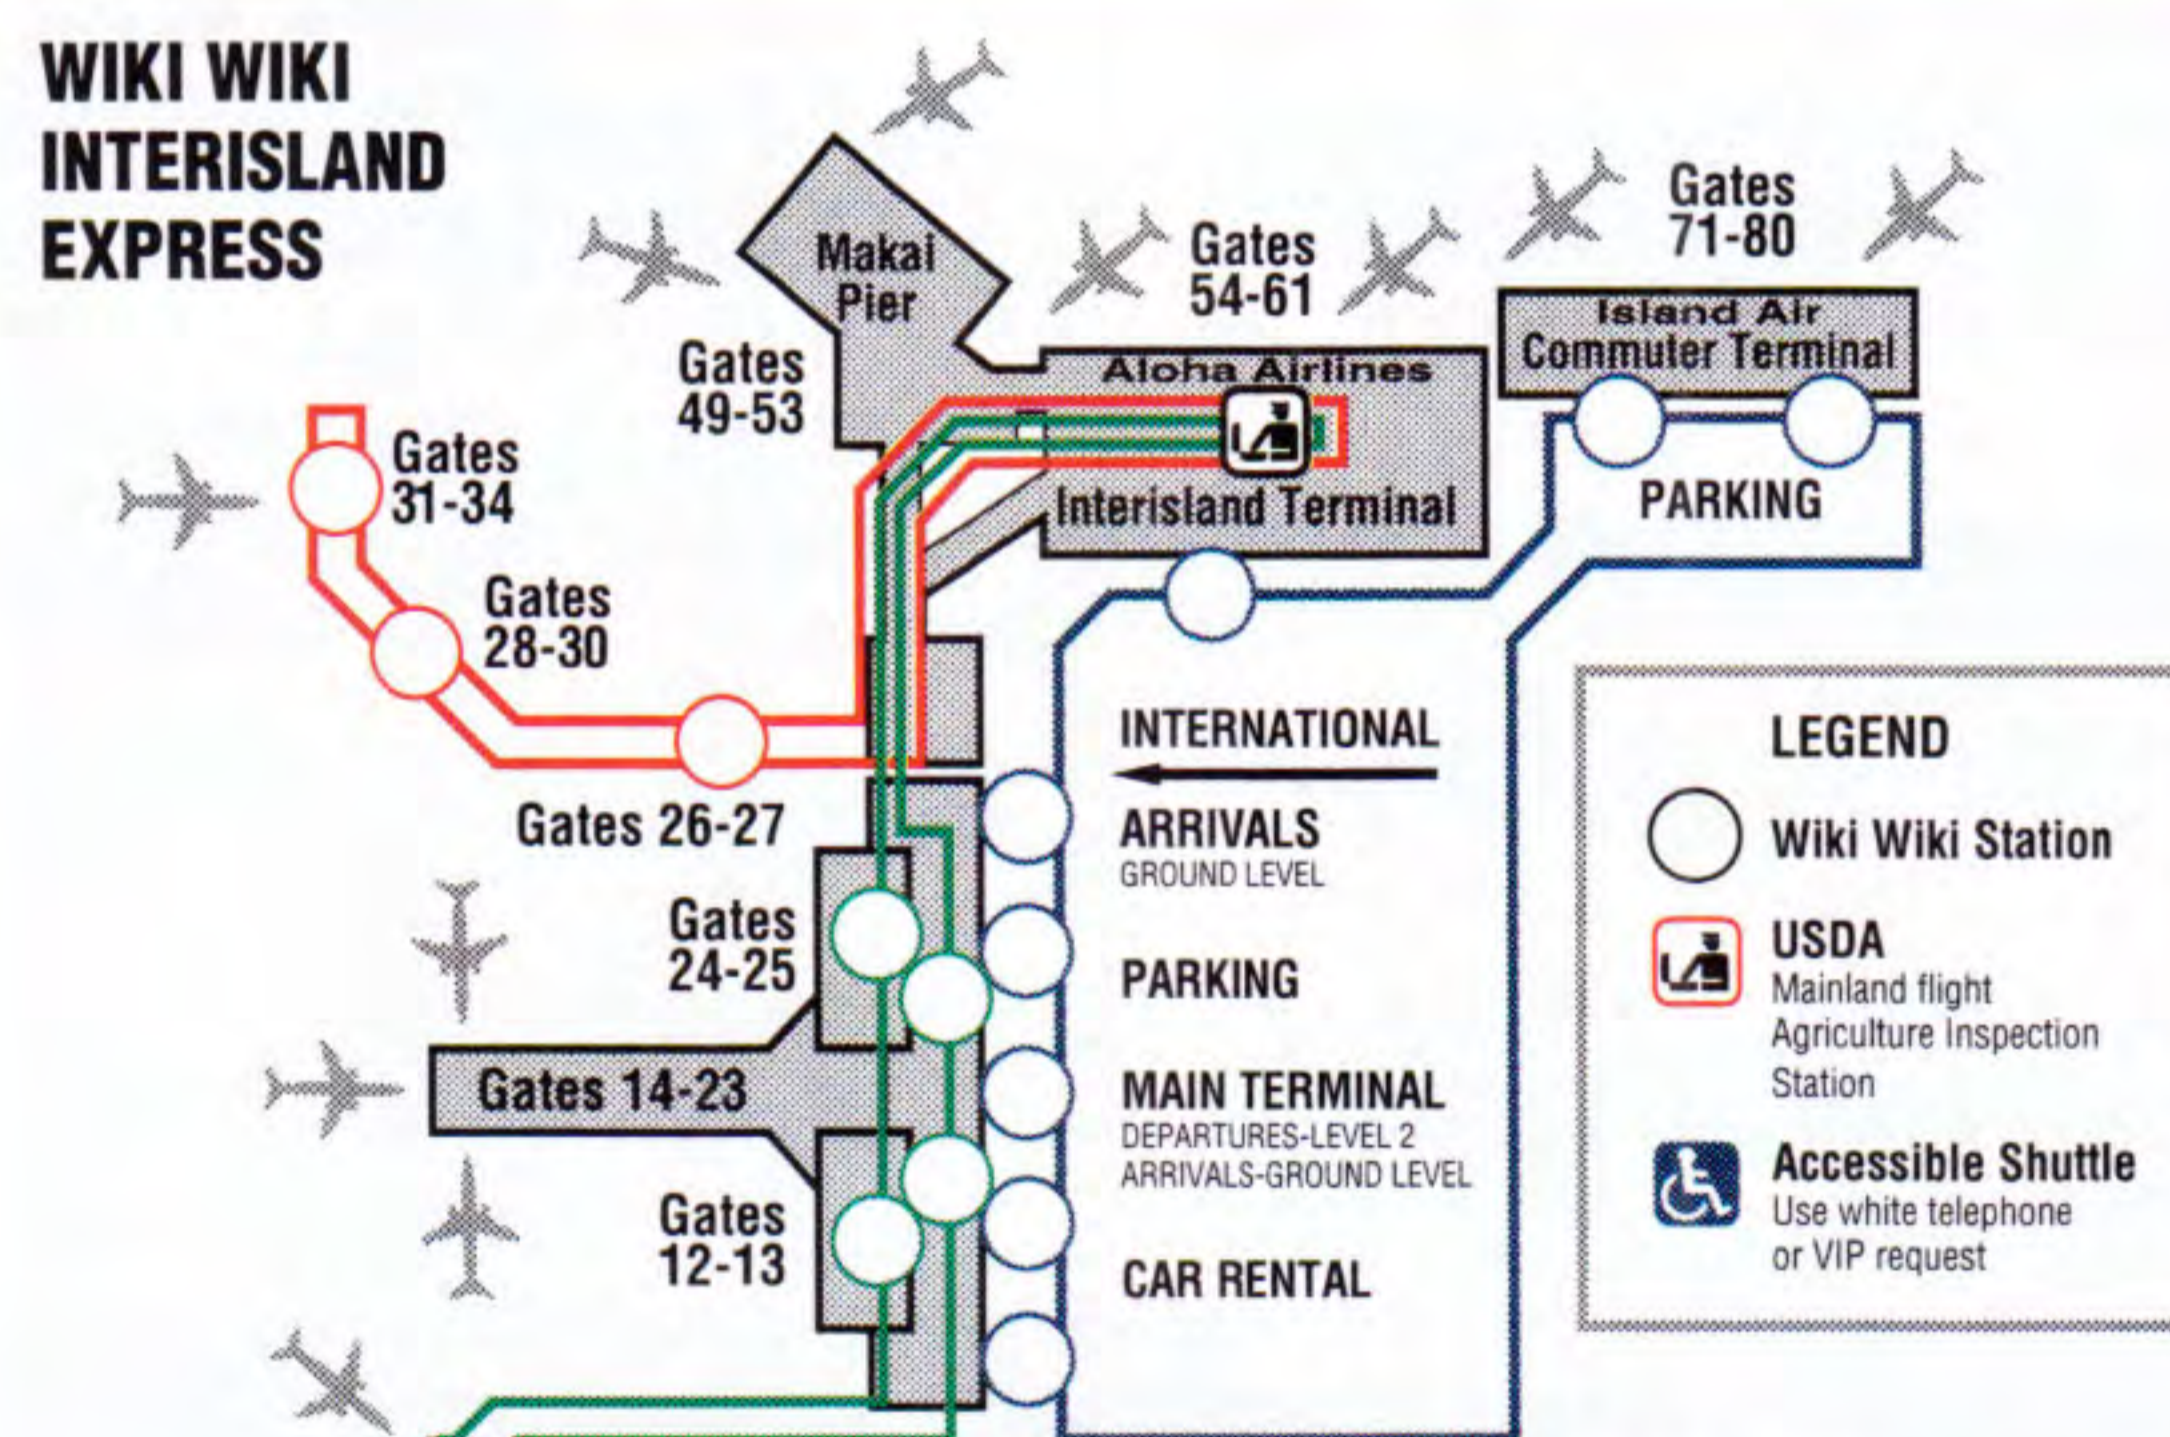 WIKI WIKI
INTERISLAND
EXPRESS
Makai
Pier
Gates
54-61
Gates
71-80
Island Air
Commuter Terminal
Gates
49-53
Aloha Airlines
Interisland Terminal
PARKING
Gates
31-34
Gates
28-30
Gates 26-27
INTERNATIONAL
ARRIVALS
GROUND LEVEL
Gates
24-25
PARKING
Gates 14-23
MAIN TERMINAL
DEPARTURES-LEVEL 2
ARRIVALS-GROUND LEVEL
Gates
12-13
CAR RENTAL
LEGEND
Wiki Wiki Station
USDA
Mainland flight
Agriculture Inspection
Station
Accessible Shuttle
Use white telephone
or VIP request